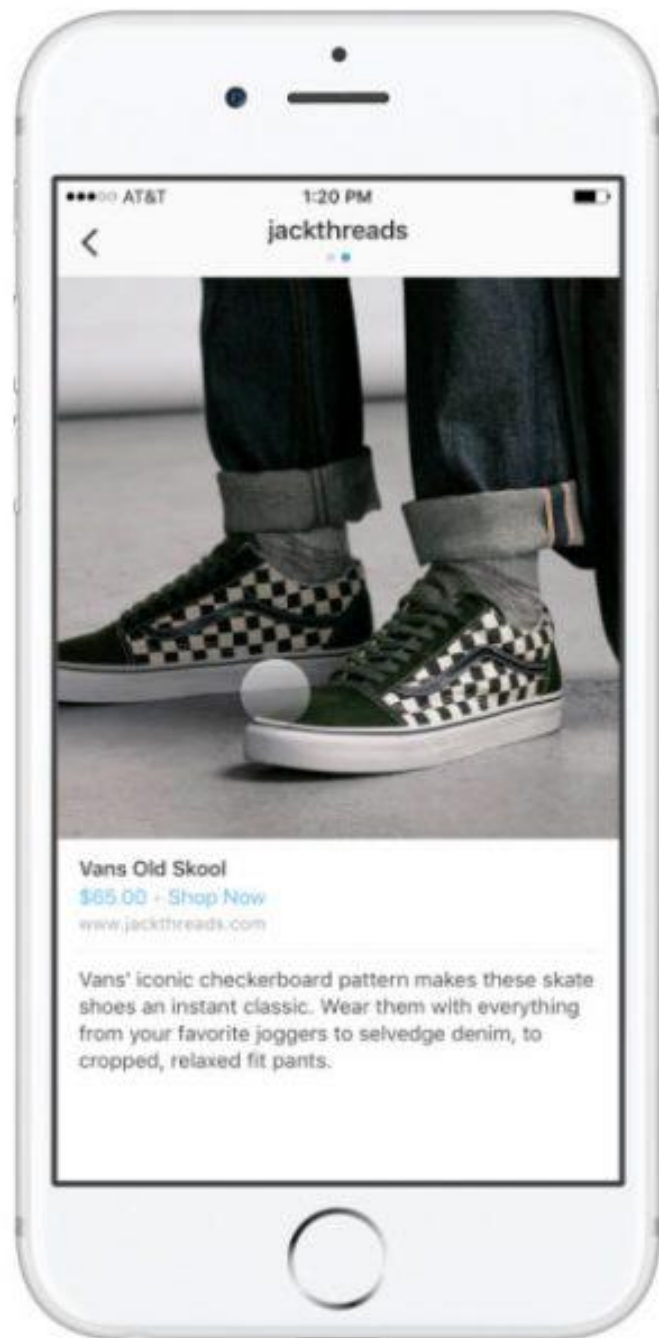 AT&T 1:20 PM
jackthreads
Vans Old Skool
$65.00 - Shop Now
www.jackthreads.com
Vans' iconic checkerboard pattern makes these skate
shoes an instant classic. Wear them with everything
from your favorite joggers to selvedge denim, to
cropped, relaxed fit pants.